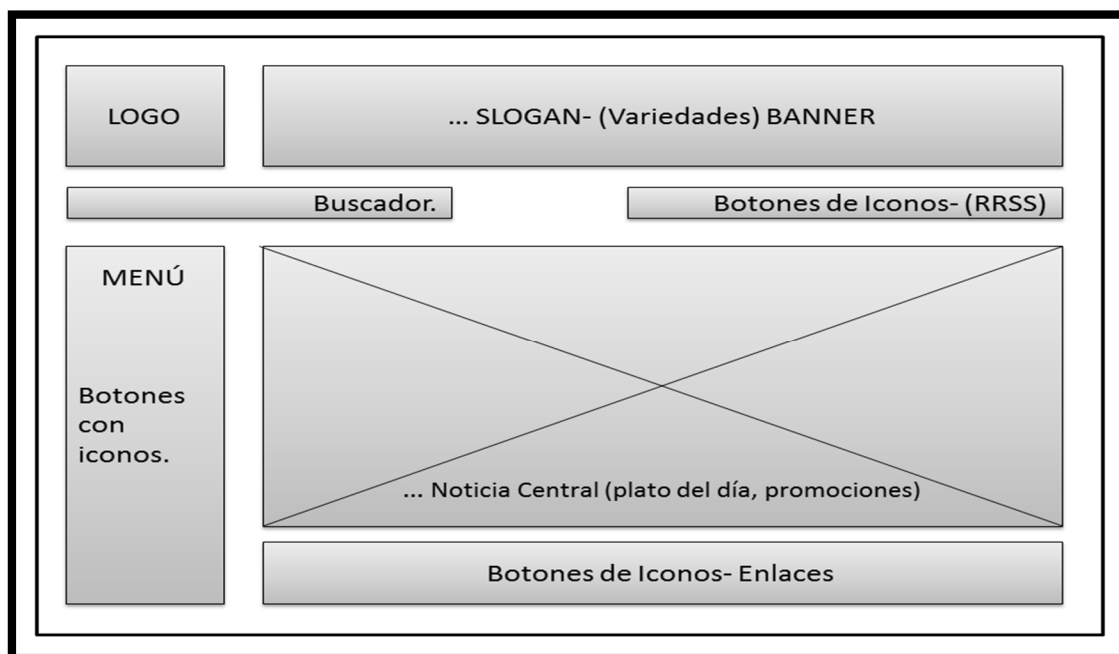 LOGO
... SLOGAN- (Variedades) BANNER
Buscador.
Botones de Iconos- (RRSS)
MENÚ
Botones
con
iconos.
... Noticia Central (plato del día, promociones)
Botones de Iconos- Enlaces